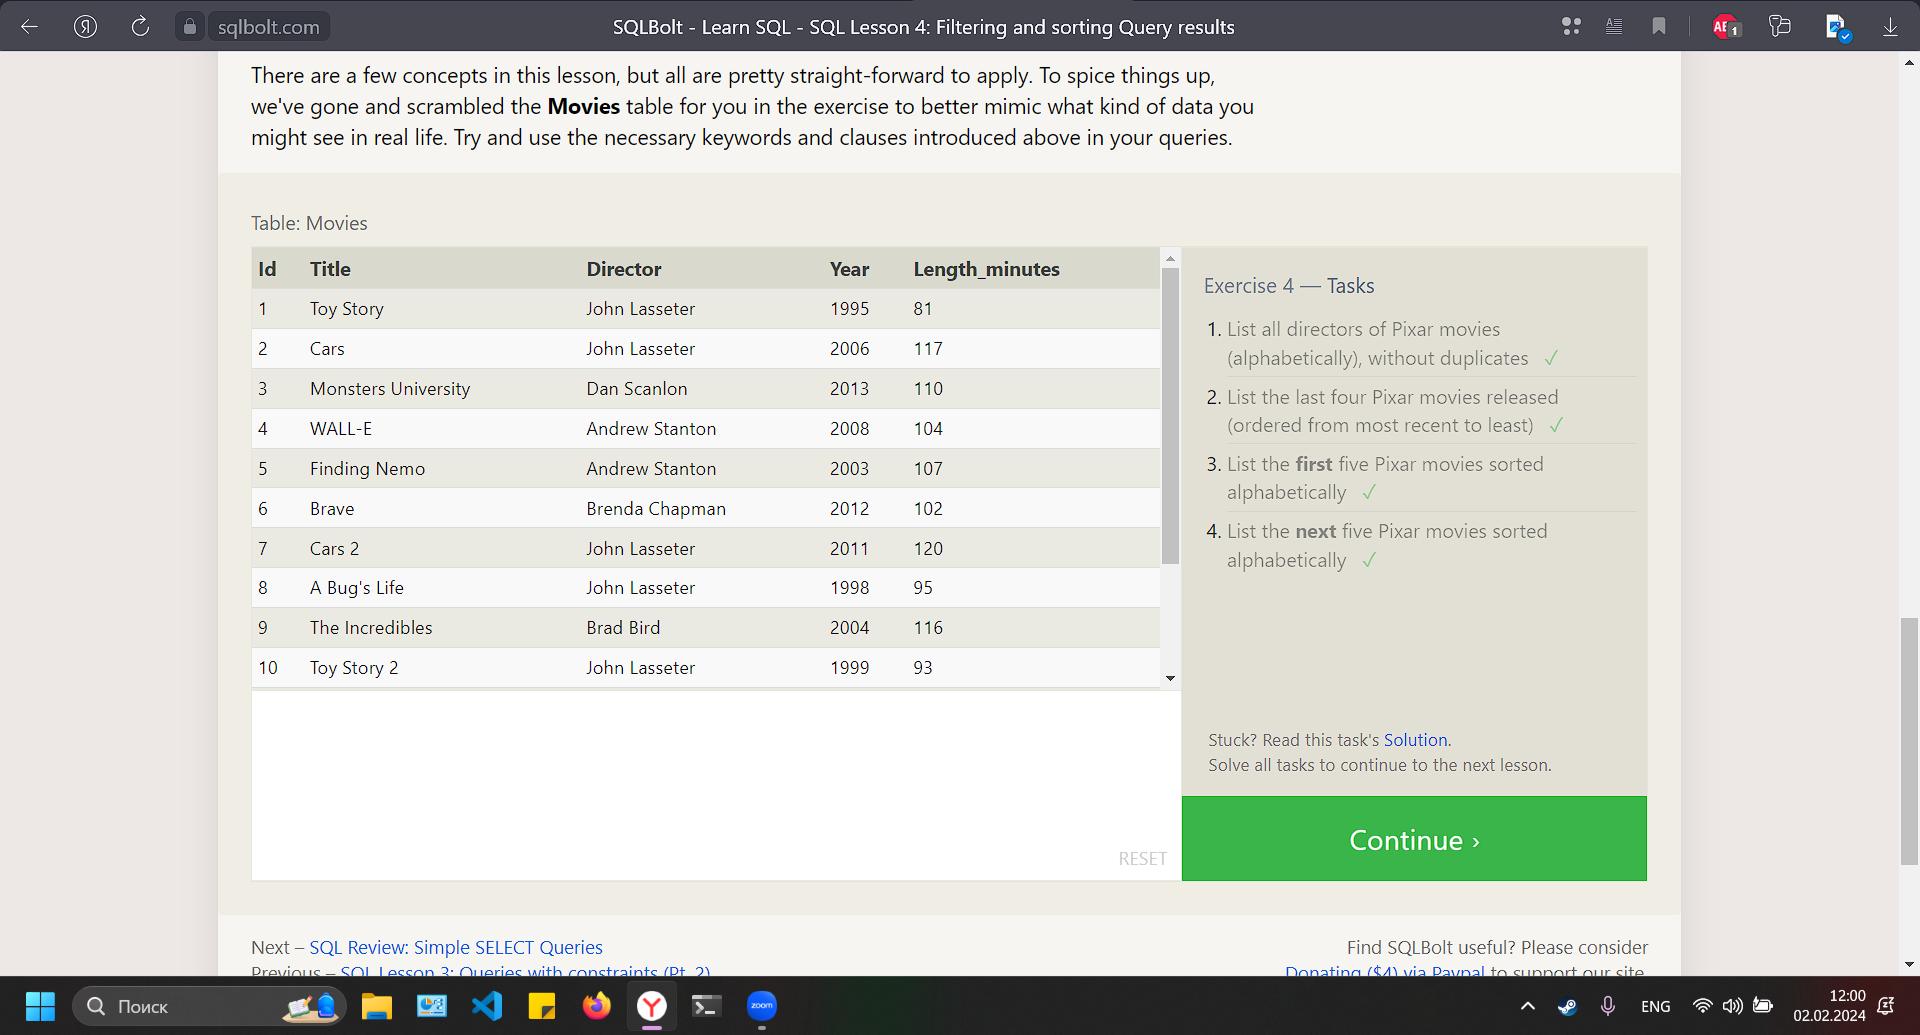 sqlbolt.com
SQLBolt - Learn SQL - SQL Lesson 4: Filtering and sorting Query results
There are a few concepts in this lesson, but all are pretty straight-forward to apply. To spice things up,
we've gone and scrambled the Movies table for you in the exercise to better mimic what kind of data you
might see in real life. Try and use the necessary keywords and clauses introduced above in your queries.
Table: Movies
Id Title Director Year Length_minutes
1 Toy Story John Lasseter 1995 81
2 Cars John Lasseter 2006 117
3 Monsters University Dan Scanlon 2013 110
4 WALL-E Andrew Stanton 2008 104
5 Finding Nemo Andrew Stanton 2003 107
6 Brave Brenda Chapman 2012 102
7 Cars 2 John Lasseter 2011 120
8 A Bug's Life John Lasseter 1998 95
9 The Incredibles Brad Bird 2004 116
10 Toy Story 2 John Lasseter 1999 93
RESET
Exercise 4 — Tasks
1. List all directors of Pixar movies
(alphabetically), without duplicates ✓
2. List the last four Pixar movies released
(ordered from most recent to least) ✓
3. List the first five Pixar movies sorted
alphabetically ✓
4. List the next five Pixar movies sorted
alphabetically ✓
Stuck? Read this task's Solution.
Solve all tasks to continue to the next lesson.
Continue ›
Next – SQL Review: Simple SELECT Queries
Previous – SQL Lesson 3: Queries with constraints (Pt. 2)
Find SQLBolt useful? Please consider
Donating ($4) via Paypal to support our site.
Поиск
zoom
ENG
12:00
02.02.2024